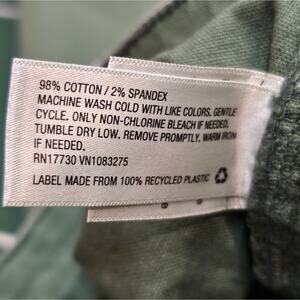 98% COTTON / 2% SPANDEX
MACHINE WASH COLD WITH LIKE COLORS. GENTLE
CYCLE. ONLY NON-CHLORINE BLEACH IF NEEDED.
TUMBLE DRY LOW. REMOVE PROMPTLY. WARM IRON
IF NEEDED.
RN17730 VN1083275
LABEL MADE FROM 100% RECYCLED PLASTIC